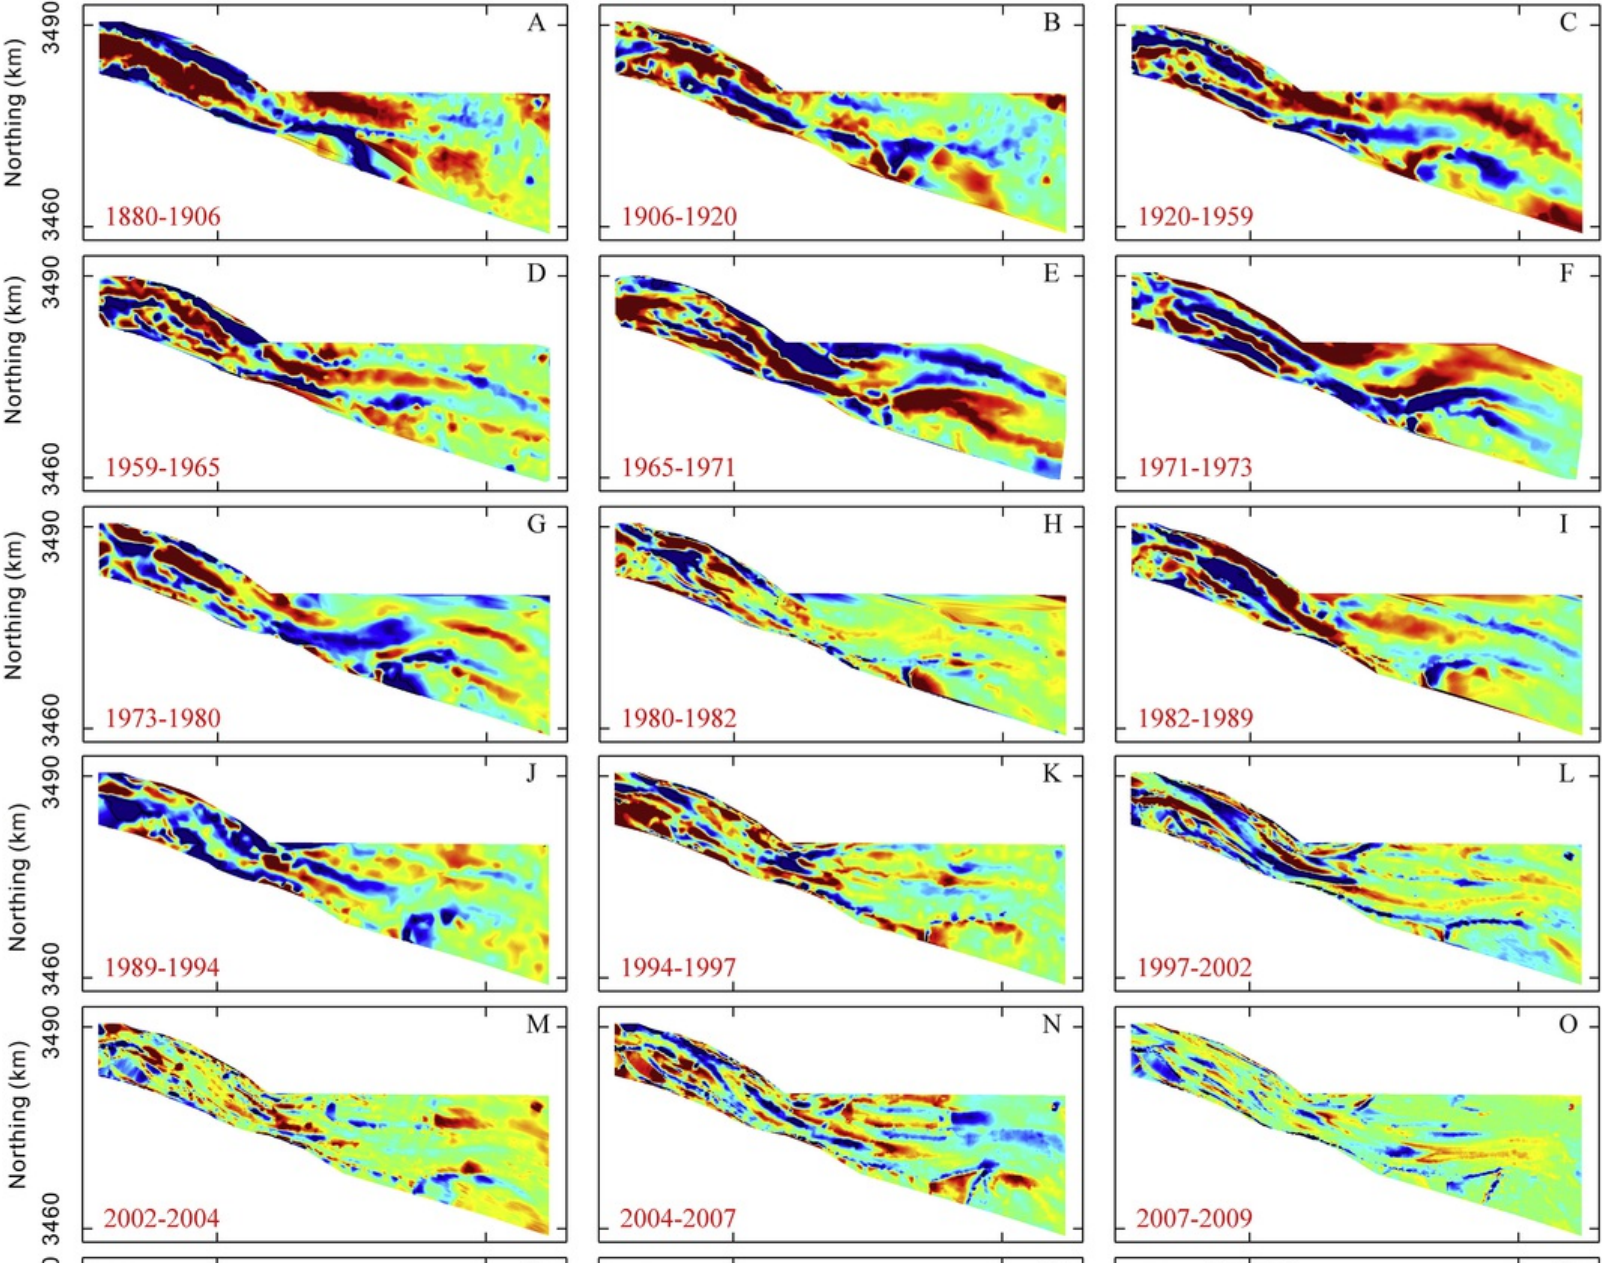 Northing (km)
3490
3460
A
1880-1906
B
1906-1920
C
1920-1959
Northing (km)
3490
3460
D
1959-1965
E
1965-1971
F
1971-1973
Northing (km)
3490
3460
G
1973-1980
H
1980-1982
I
1982-1989
Northing (km)
3490
3460
J
1989-1994
K
1994-1997
L
1997-2002
Northing (km)
3490
3460
M
2002-2004
N
2004-2007
O
2007-2009